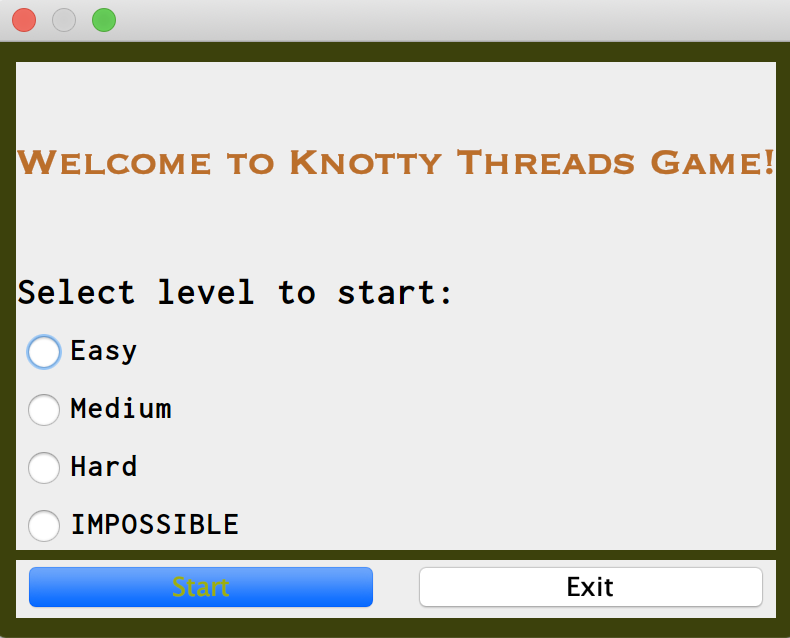 Welcome to Knotty Threads Game!
Select level to start:
Easy
Medium
Hard
IMPOSSIBLE
Start Exit